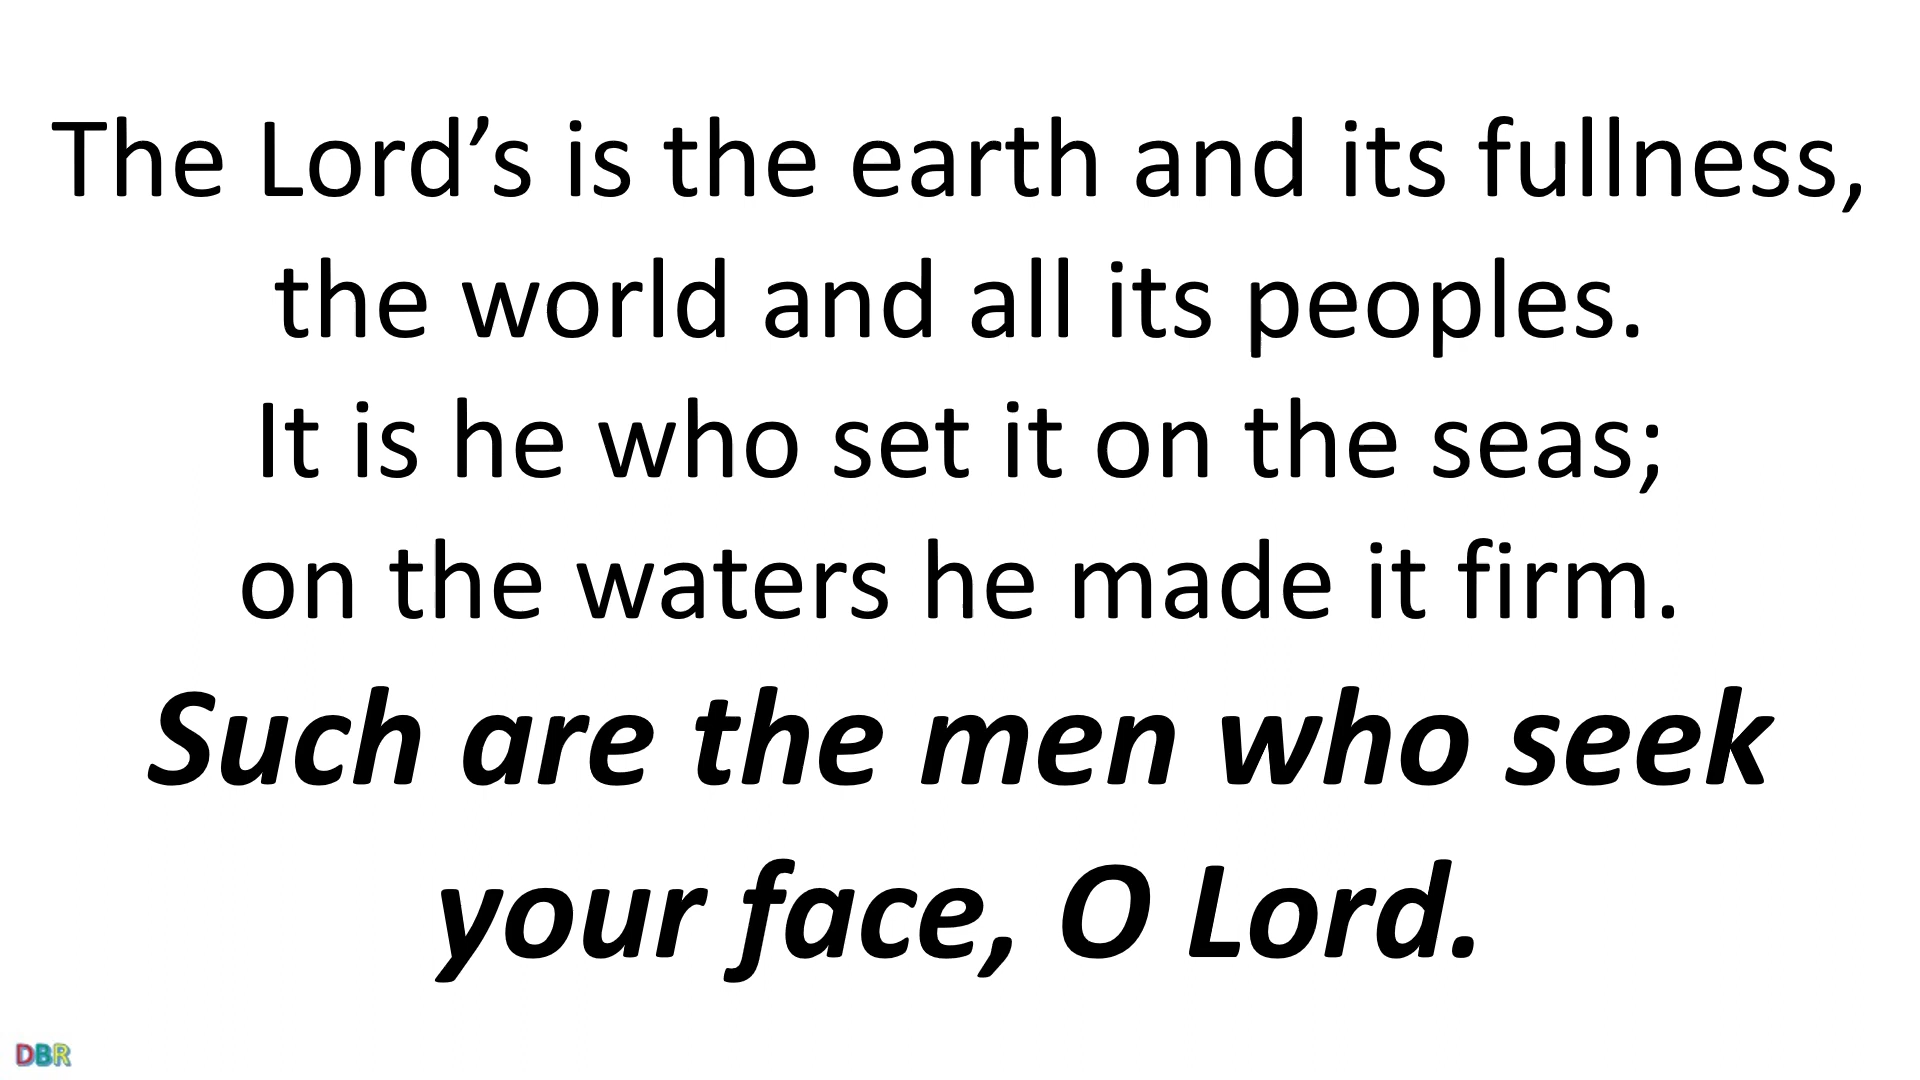 The Lord’s is the earth and its fullness,
the world and all its peoples.
It is he who set it on the seas;
on the waters he made it firm.
Such are the men who seek
your face, O Lord.
DBR